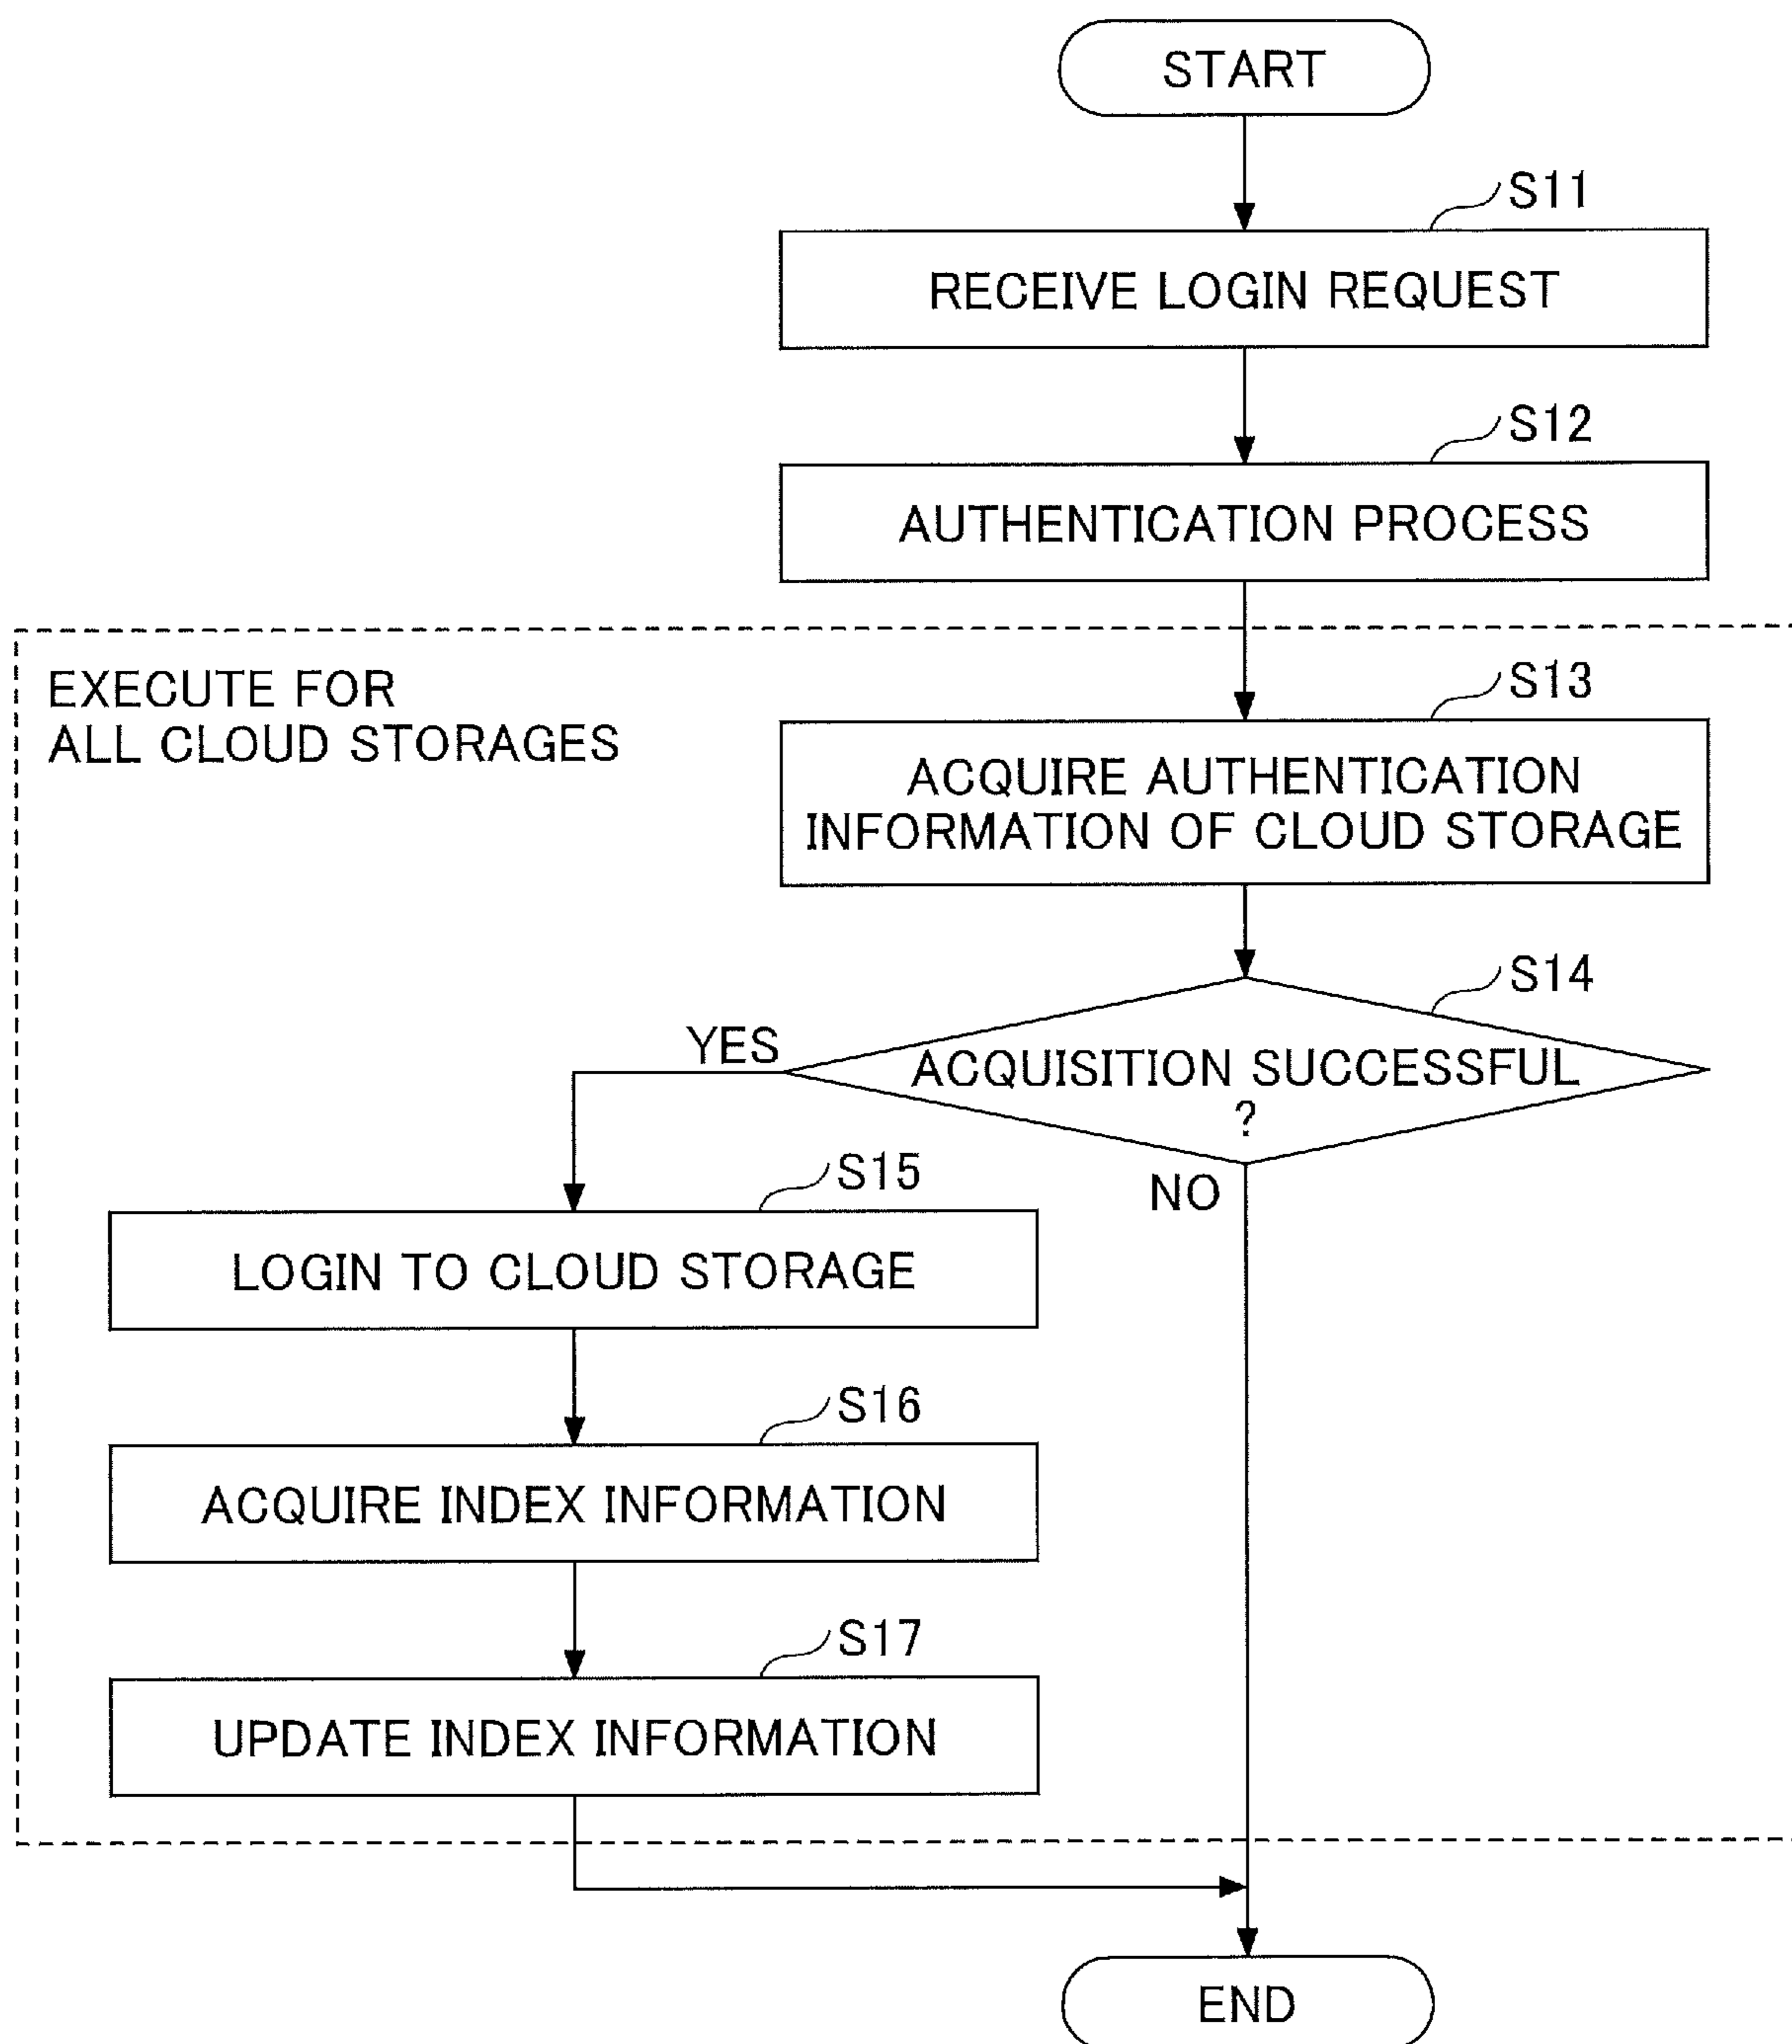 START
S11
RECEIVE LOGIN REQUEST
S12
AUTHENTICATION PROCESS
EXECUTE FOR
ALL CLOUD STORAGES
S13
ACQUIRE AUTHENTICATION
INFORMATION OF CLOUD STORAGE
S14
YES
ACQUISITION SUCCESSFUL
?
NO
S15
LOGIN TO CLOUD STORAGE
S16
ACQUIRE INDEX INFORMATION
S17
UPDATE INDEX INFORMATION
END